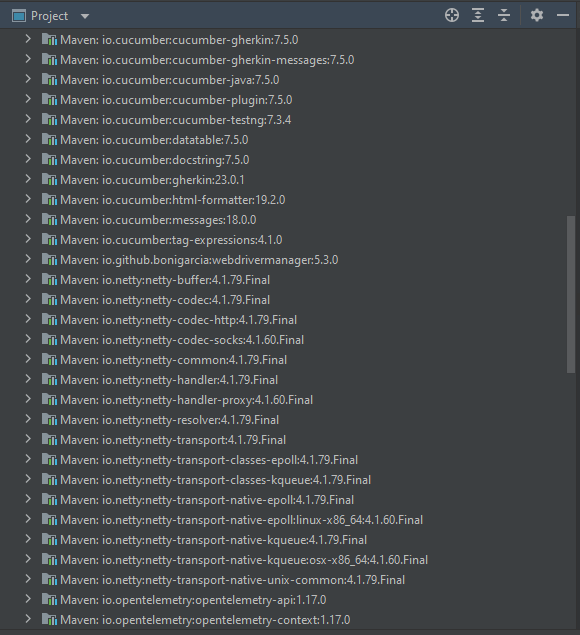 Project
Maven: io.cucumber:cucumber-gherkin:7.5.0
Maven: io.cucumber:cucumber-gherkin-messages:7.5.0
Maven: io.cucumber:cucumber-java:7.5.0
Maven: io.cucumber:cucumber-plugin:7.5.0
Maven: io.cucumber:cucumber-testng:7.3.4
Maven: io.cucumber:datatable:7.5.0
Maven: io.cucumber:docstring:7.5.0
Maven: io.cucumber:gherkin:23.0.1
Maven: io.cucumber:html-formatter:19.2.0
Maven: io.cucumber:messages:18.0.0
Maven: io.cucumber:tag-expressions:4.1.0
Maven: io.github.bonigarcia:webdrivermanager:5.3.0
Maven: io.netty:netty-buffer:4.1.79.Final
Maven: io.netty:netty-codec:4.1.79.Final
Maven: io.netty:netty-codec-http:4.1.79.Final
Maven: io.netty:netty-codec-socks:4.1.60.Final
Maven: io.netty:netty-common:4.1.79.Final
Maven: io.netty:netty-handler:4.1.79.Final
Maven: io.netty:netty-handler-proxy:4.1.60.Final
Maven: io.netty:netty-resolver:4.1.79.Final
Maven: io.netty:netty-transport:4.1.79.Final
Maven: io.netty:netty-transport-classes-epoll:4.1.79.Final
Maven: io.netty:netty-transport-classes-kqueue:4.1.79.Final
Maven: io.netty:netty-transport-native-epoll:4.1.79.Final
Maven: io.netty:netty-transport-native-epoll:linux-x86_64:4.1.60.Final
Maven: io.netty:netty-transport-native-kqueue:4.1.79.Final
Maven: io.netty:netty-transport-native-kqueue:osx-x86_64:4.1.60.Final
Maven: io.netty:netty-transport-native-unix-common:4.1.79.Final
Maven: io.opentelemetry:opentelemetry-api:1.17.0
Maven: io.opentelemetry:opentelemetry-context:1.17.0